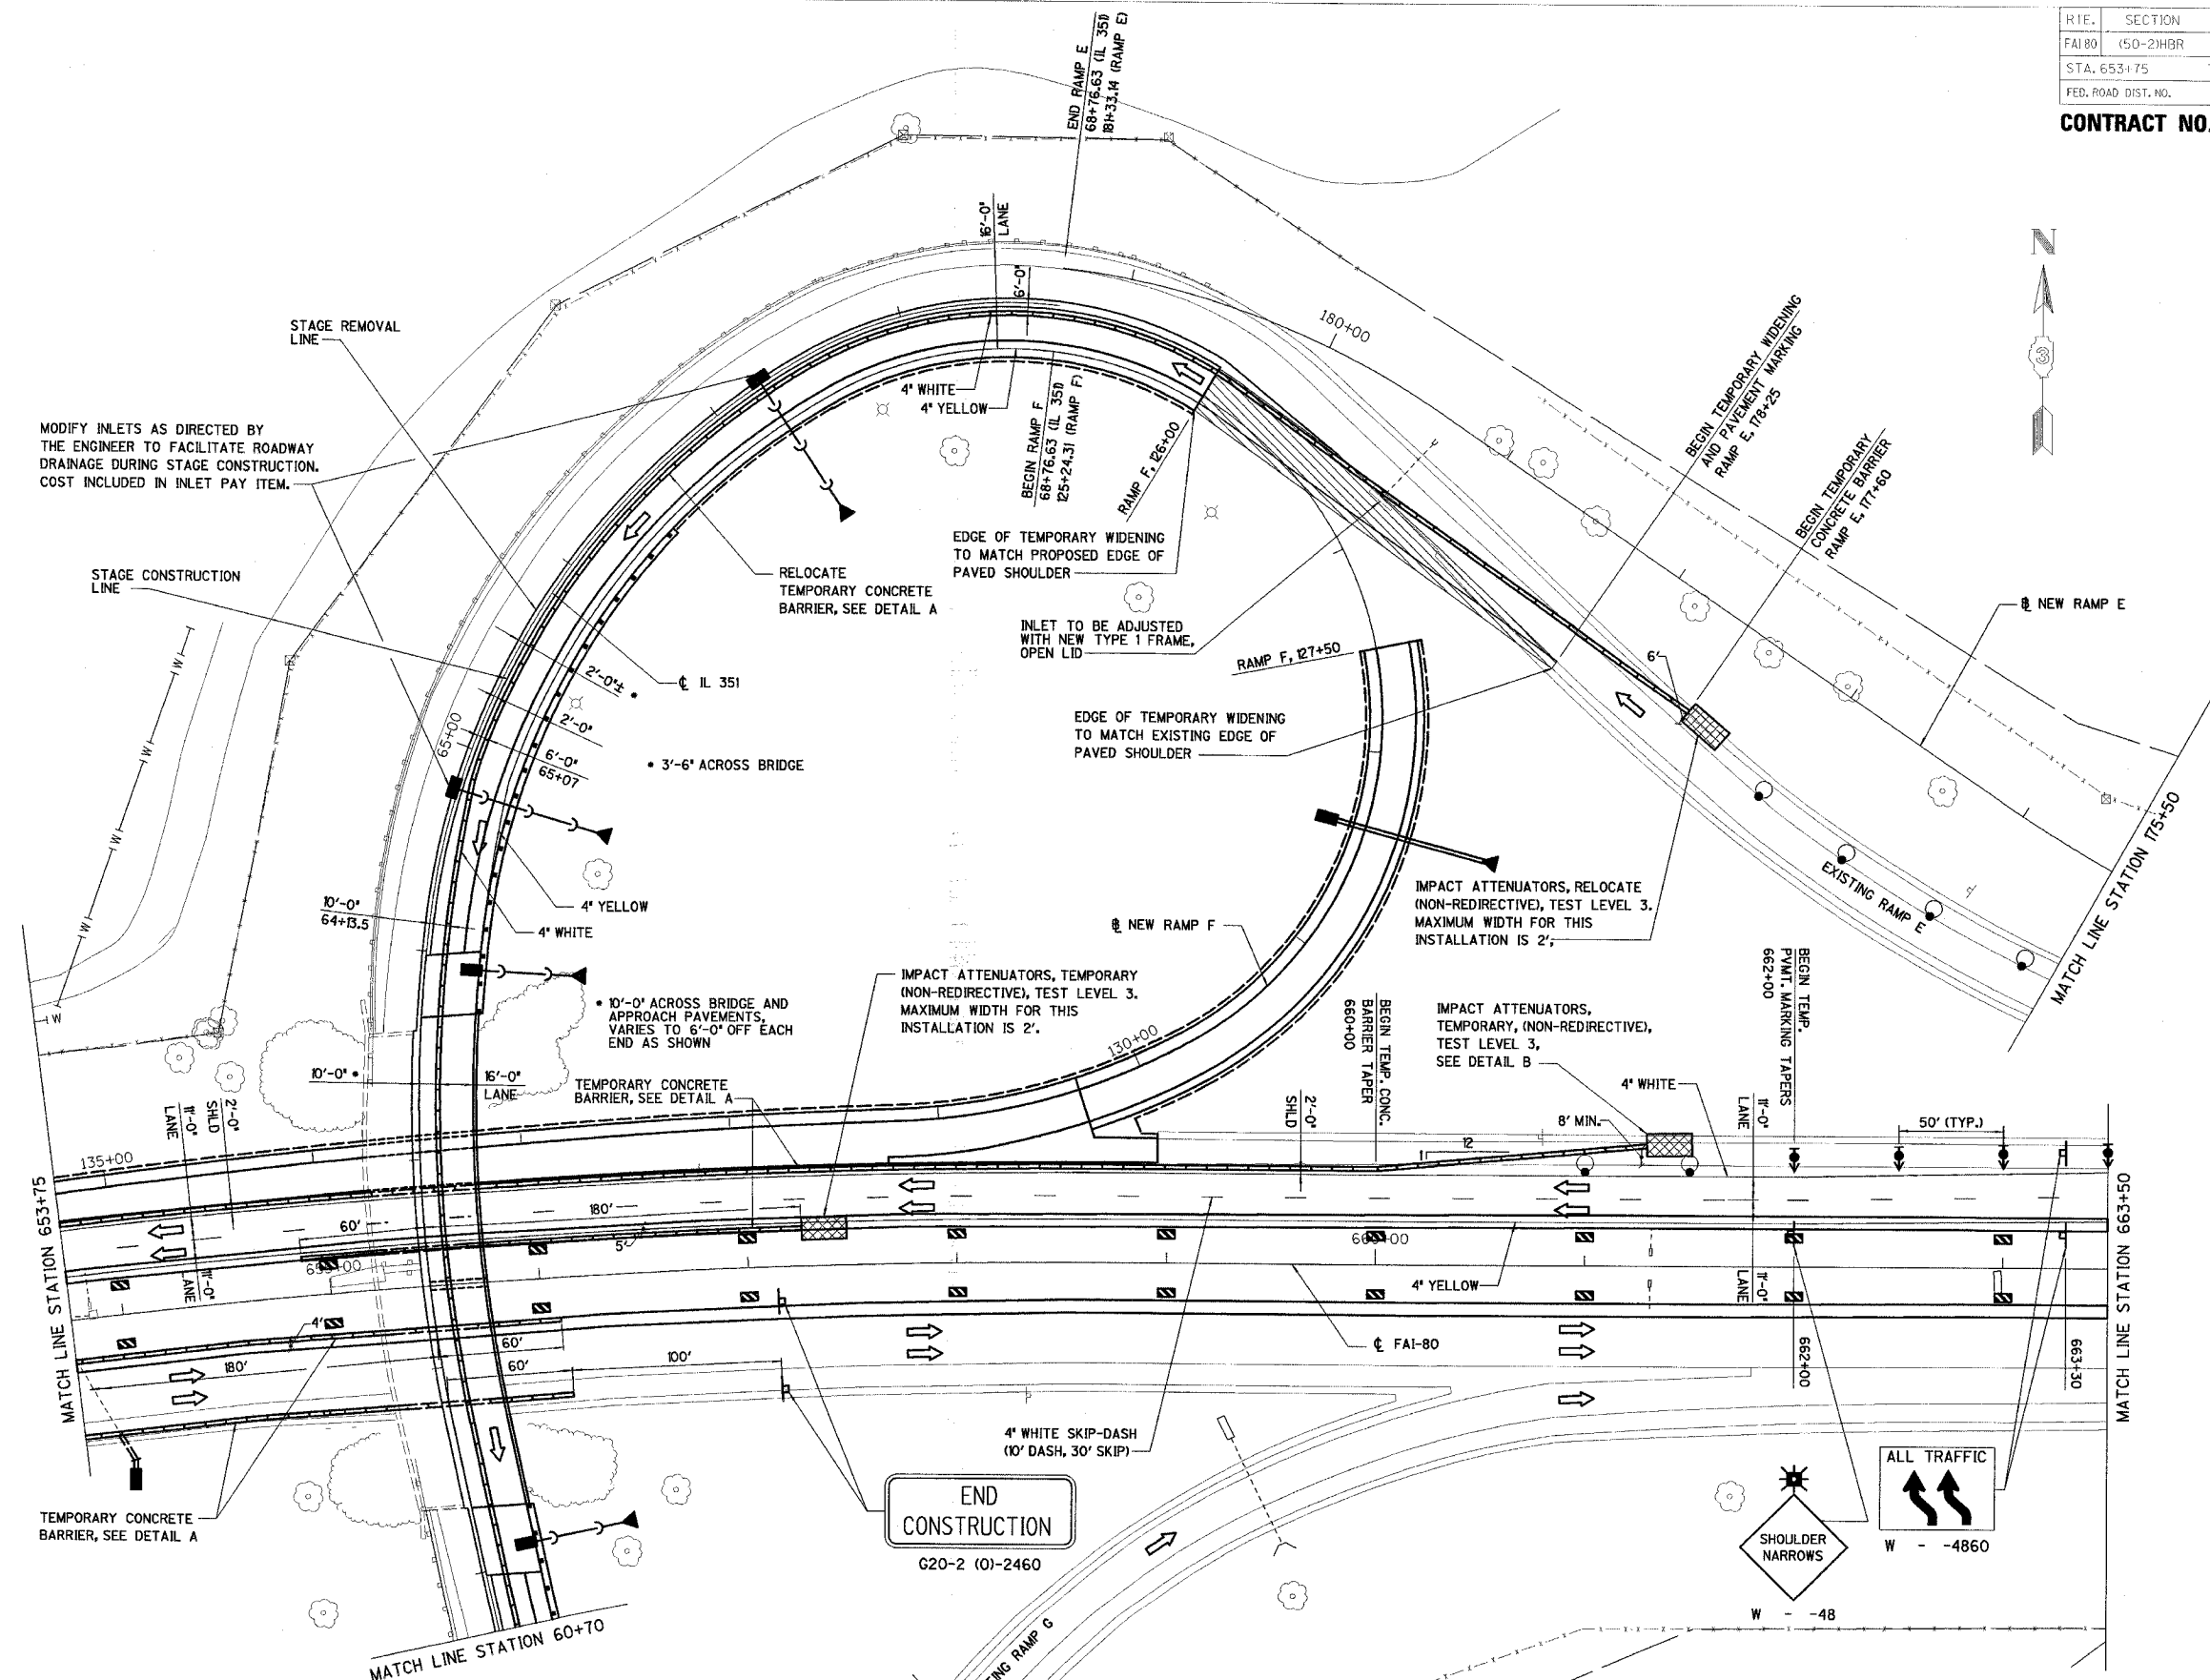 RTE. SECTION
FAI 80 (50-2)HBR
STA. 653+75
FED. ROAD DIST. NO.
CONTRACT NO.
END RAMP E
68+76.63 (IL 351)
181+33.14 (RAMP E)
N
3
16'-0"
LANE
6'-0"
180+00
STAGE REMOVAL
LINE
4" WHITE
4" YELLOW
BEGIN RAMP F
68+76.63 (IL 351)
125+24.31 (RAMP F)
RAMP F, 126+00
BEGIN TEMPORARY WIDENING
AND PAVEMENT MARKING
RAMP E, 178+25
BEGIN TEMPORARY
CONCRETE BARRIER
RAMP E, 177+60
MODIFY INLETS AS DIRECTED BY
THE ENGINEER TO FACILITATE ROADWAY
DRAINAGE DURING STAGE CONSTRUCTION.
COST INCLUDED IN INLET PAY ITEM.
STAGE CONSTRUCTION
LINE
RELOCATE
TEMPORARY CONCRETE
BARRIER, SEE DETAIL A
EDGE OF TEMPORARY WIDENING
TO MATCH PROPOSED EDGE OF
PAVED SHOULDER
INLET TO BE ADJUSTED
WITH NEW TYPE 1 FRAME,
OPEN LID
RAMP F, 127+50
℄ NEW RAMP E
6'
℄ IL 351
2'-0"± *
2'-0"
6'-0"
65+07
65+00
* 3'-6" ACROSS BRIDGE
EDGE OF TEMPORARY WIDENING
TO MATCH EXISTING EDGE OF
PAVED SHOULDER
MATCH LINE STATION 175+50
EXISTING RAMP E
W
W
W
W
W
10'-0"
64+13.5
4" YELLOW
4" WHITE
IMPACT ATTENUATORS, RELOCATE
(NON-REDIRECTIVE), TEST LEVEL 3.
MAXIMUM WIDTH FOR THIS
INSTALLATION IS 2';
℄ NEW RAMP F
IMPACT ATTENUATORS, TEMPORARY
(NON-REDIRECTIVE), TEST LEVEL 3.
MAXIMUM WIDTH FOR THIS
INSTALLATION IS 2'.
* 10'-0" ACROSS BRIDGE AND
APPROACH PAVEMENTS,
VARIES TO 6'-0" OFF EACH
END AS SHOWN
10'-0" *
16'-0"
LANE
TEMPORARY CONCRETE
BARRIER, SEE DETAIL A
130+00
BEGIN TEMP. CONC.
BARRIER TAPER
660+00
IMPACT ATTENUATORS,
TEMPORARY, (NON-REDIRECTIVE),
TEST LEVEL 3,
SEE DETAIL B
BEGIN TEMP.
PVMT. MARKING TAPERS
662+00
4" WHITE
8' MIN.
11'-0"
LANE
50' (TYP.)
2'-0"
SHLD
1
12
2'-0"
SHLD
11'-0"
LANE
135+00
60'
180'
5'
11'-0"
LANE
660+00
4" YELLOW
11'-0"
LANE
MATCH LINE STATION 653+75
MATCH LINE STATION 663+50
4'
180'
60'
60'
100'
℄ FAI-80
662+00
663+30
4" WHITE SKIP-DASH
(10' DASH, 30' SKIP)
TEMPORARY CONCRETE
BARRIER, SEE DETAIL A
END
CONSTRUCTION
G20-2 (O)-2460
SHOULDER
NARROWS
W - -48
ALL TRAFFIC
W - -4860
MATCH LINE STATION 60+70
RAMP G